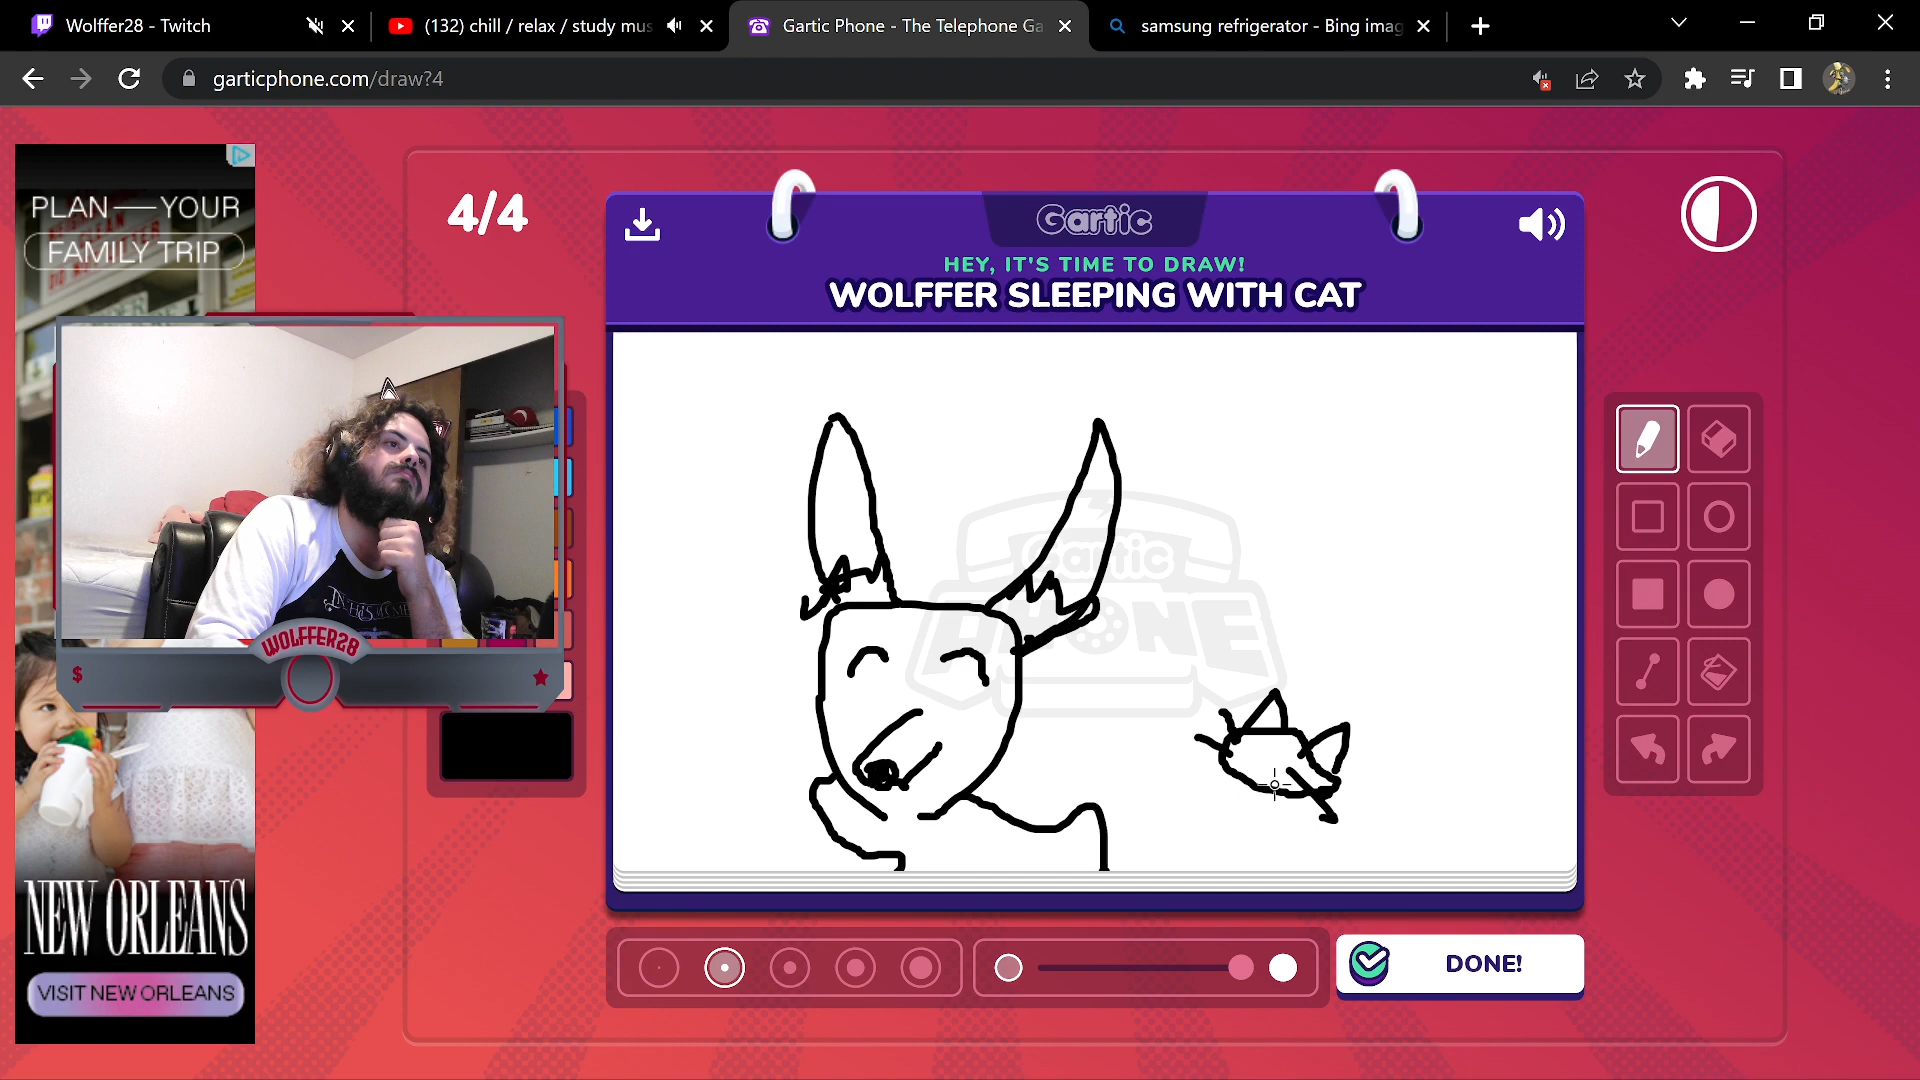 Wolffer28 - Twitch
(132) chill / relax / study mus
Gartic Phone - The Telephone Ga
samsung refrigerator - Bing imag
garticphone.com/draw?4
PLAN — YOUR
FAMILY TRIP
4/4
Gartic
HEY, IT'S TIME TO DRAW!
WOLFFER SLEEPING WITH CAT
Gartic
PHONE
WOLFFER28
$
NEW ORLEANS
VISIT NEW ORLEANS
DONE!